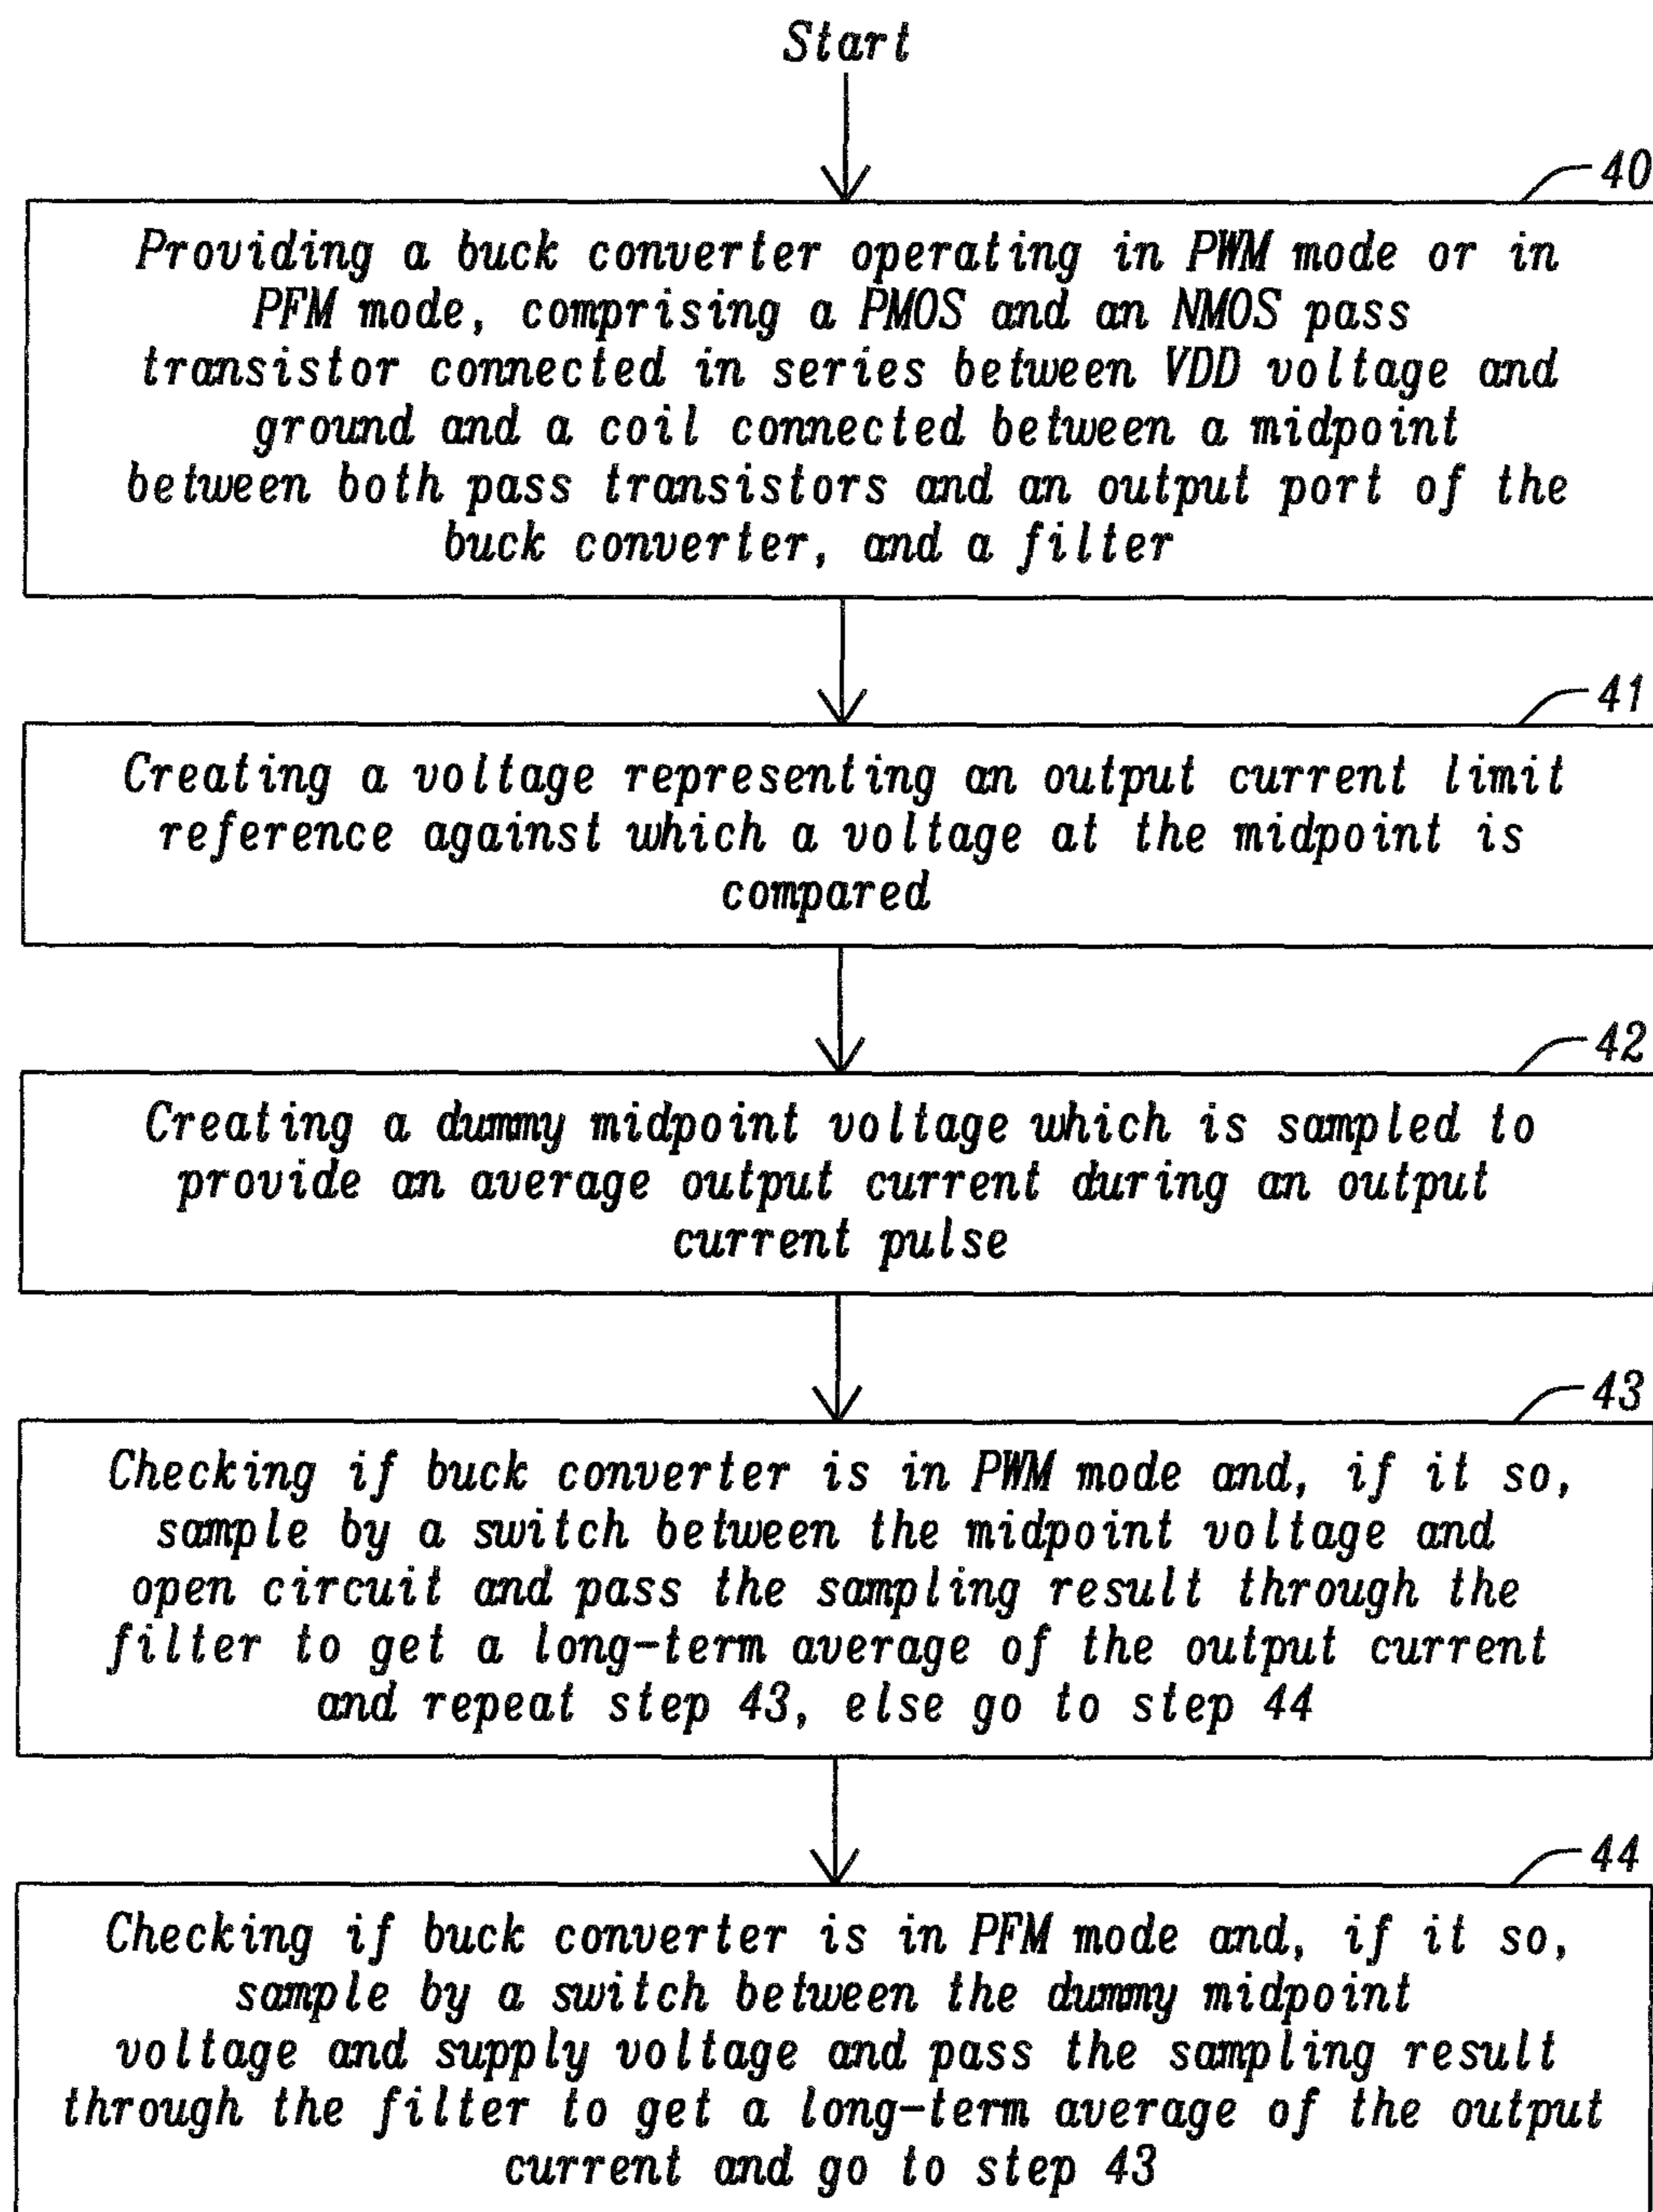 Start
40
Providing a buck converter operating in PWM mode or in
PFM mode, comprising a PMOS and an NMOS pass
transistor connected in series between VDD voltage and
ground and a coil connected between a midpoint
between both pass transistors and an output port of the
buck converter, and a filter
41
Creating a voltage representing an output current limit
reference against which a voltage at the midpoint is
compared
42
Creating a dummy midpoint voltage which is sampled to
provide an average output current during an output
current pulse
43
Checking if buck converter is in PWM mode and, if it so,
sample by a switch between the midpoint voltage and
open circuit and pass the sampling result through the
filter to get a long-term average of the output current
and repeat step 43, else go to step 44
44
Checking if buck converter is in PFM mode and, if it so,
sample by a switch between the dummy midpoint
voltage and supply voltage and pass the sampling result
through the filter to get a long-term average of the output
current and go to step 43